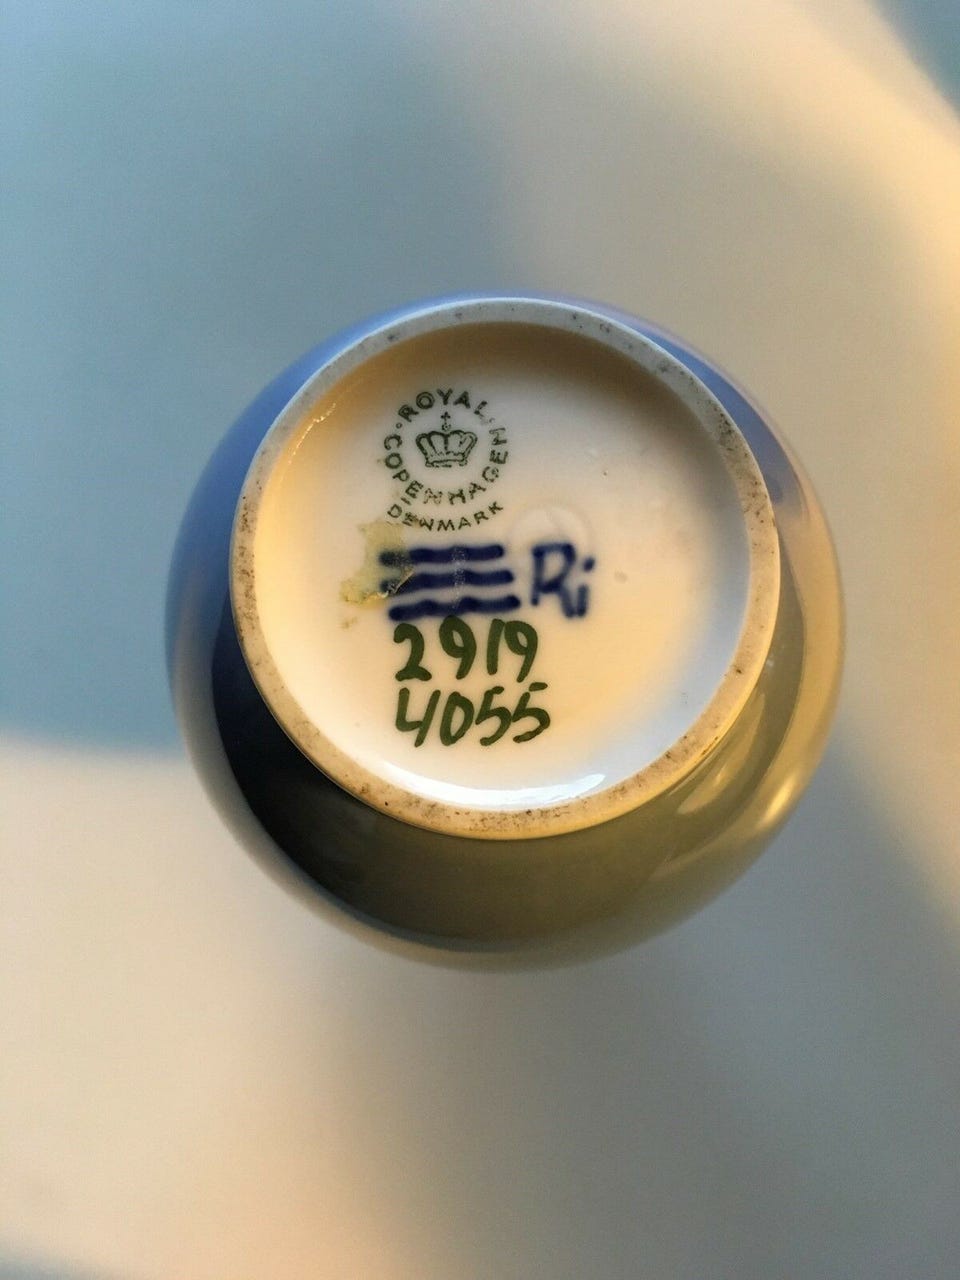 ROYAL COPENHAGEN
DENMARK
Ri
2919
4055